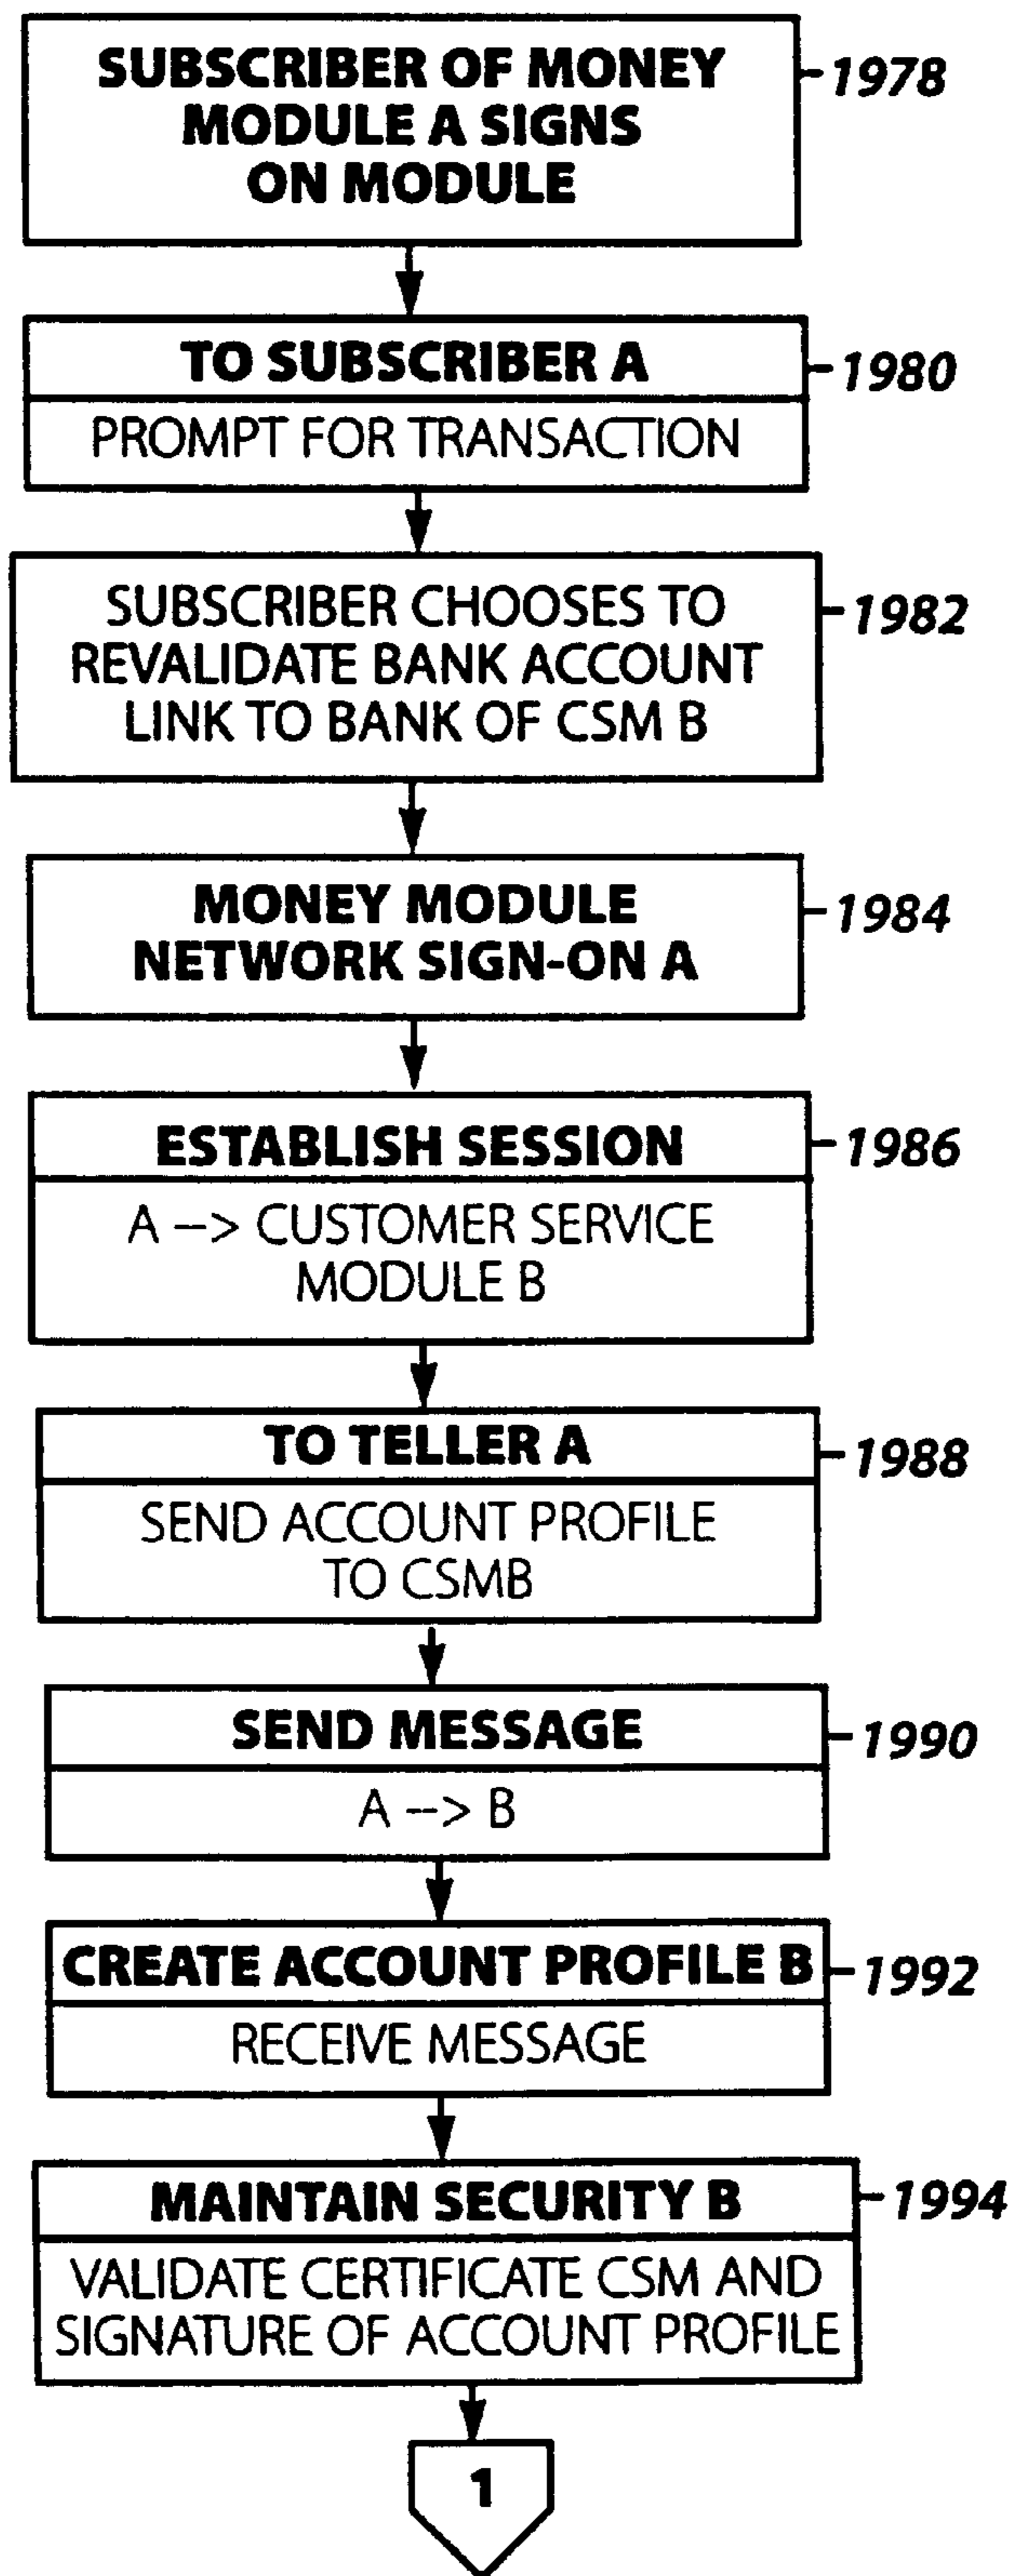 SUBSCRIBER OF MONEY
MODULE A SIGNS
ON MODULE
1978
TO SUBSCRIBER A
1980
PROMPT FOR TRANSACTION
SUBSCRIBER CHOOSES TO
REVALIDATE BANK ACCOUNT
LINK TO BANK OF CSM B
1982
MONEY MODULE
NETWORK SIGN-ON A
1984
ESTABLISH SESSION
1986
A --> CUSTOMER SERVICE
MODULE B
TO TELLER A
1988
SEND ACCOUNT PROFILE
TO CSMB
SEND MESSAGE
1990
A --> B
CREATE ACCOUNT PROFILE B
1992
RECEIVE MESSAGE
MAINTAIN SECURITY B
1994
VALIDATE CERTIFICATE CSM AND
SIGNATURE OF ACCOUNT PROFILE
1